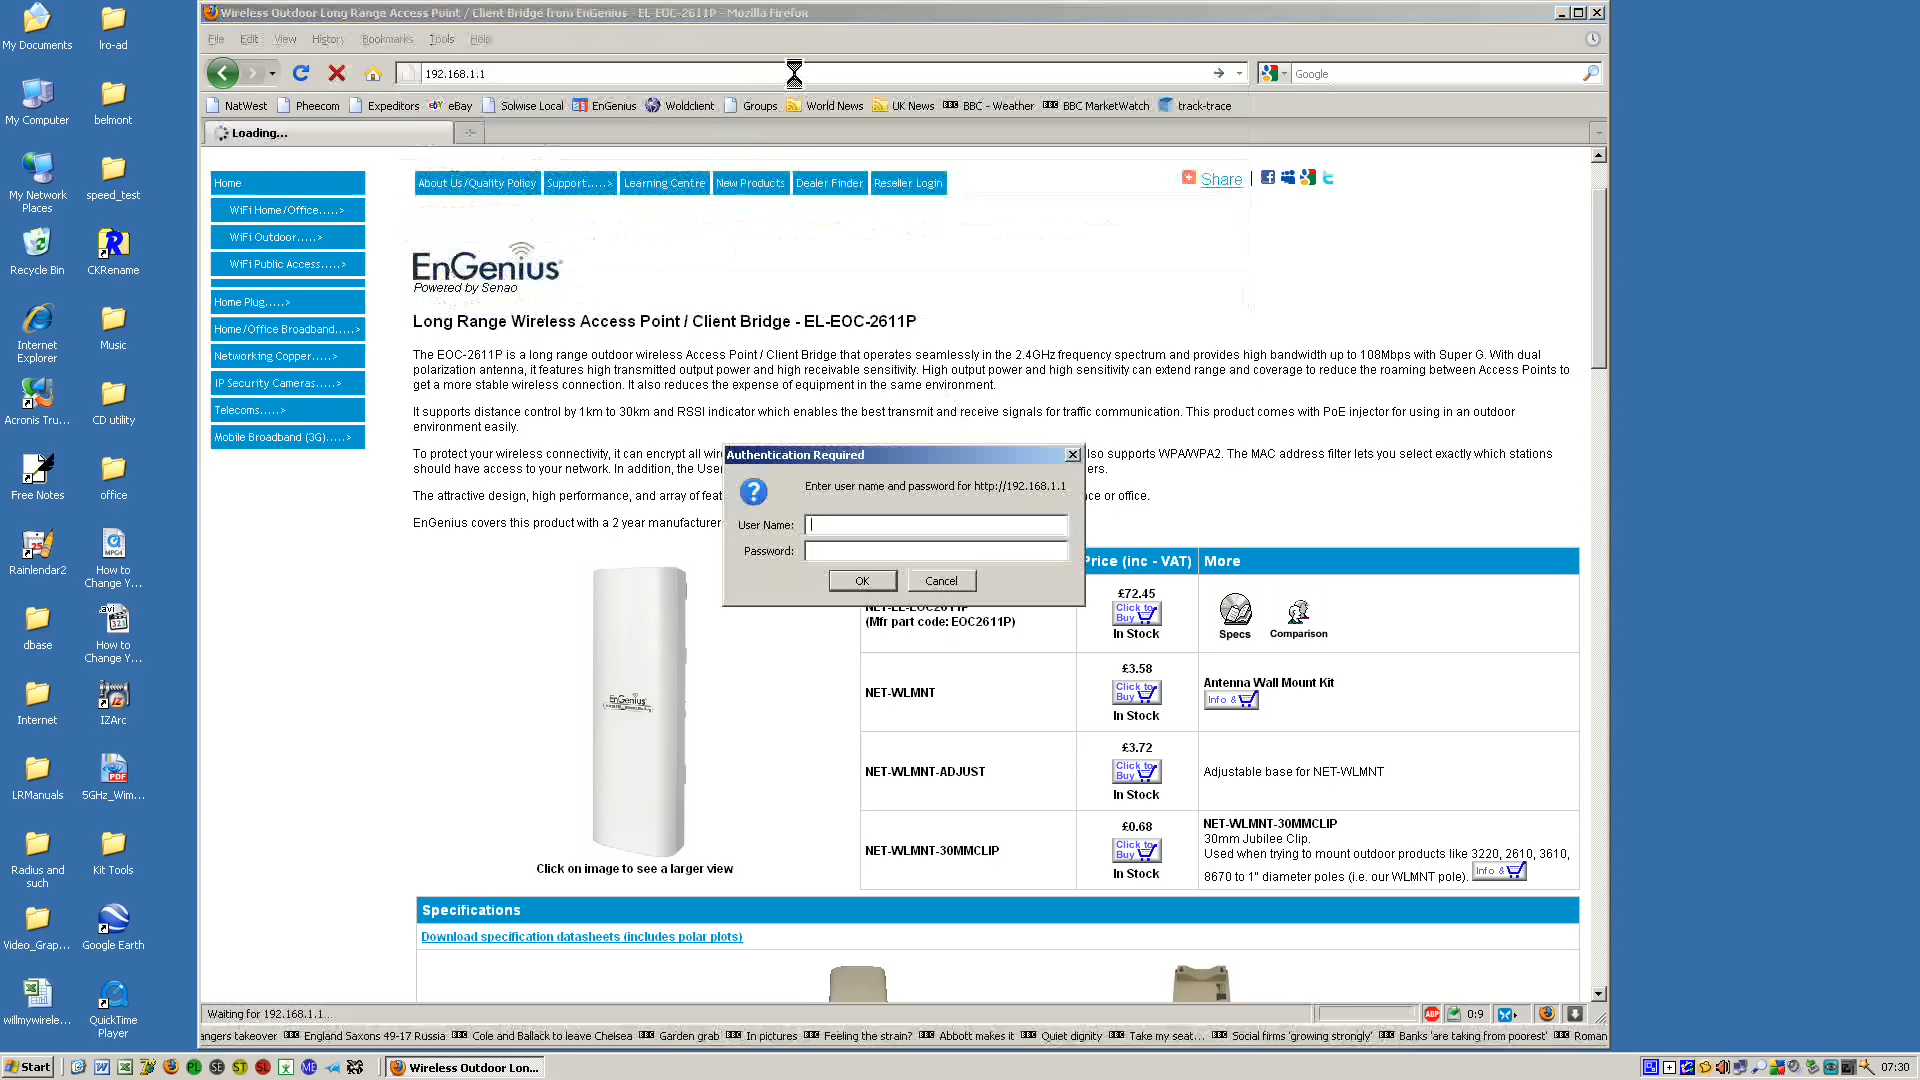 Wireless Outdoor Long Range Access Point / Client Bridge from EnGenius - EL-EOC-2611P - Mozilla Firefox
File Edit View History Bookmarks Tools Help
192.168.1.1
Google
NatWest Pheecom Expeditors eBay Solwise Local EnGenius Woldclient Groups World News UK News BBC - Weather BBC MarketWatch track-trace
Loading...
Home
WiFi Home/Office.....>
WiFi Outdoor.....>
WiFi Public Access.....>
Home Plug.....>
Home/Office Broadband.....>
Networking Copper.....>
IP Security Cameras.....>
Telecoms.....>
Mobile Broadband (3G).....>
About Us/Quality Policy Support.....> Learning Centre New Products Dealer Finder Reseller Login
Share
EnGenius
Powered by Senao
Long Range Wireless Access Point / Client Bridge - EL-EOC-2611P
The EOC-2611P is a long range outdoor wireless Access Point / Client Bridge that operates seamlessly in the 2.4GHz frequency spectrum and provides high bandwidth up to 108Mbps with Super G. With dual
polarization antenna, it features high transmitted output power and high receivable sensitivity. High output power and high sensitivity can extend range and coverage to reduce the roaming between Access Points to
get a more stable wireless connection. It also reduces the expense of equipment in the same environment.
It supports distance control by 1km to 30km and RSSI indicator which enables the best transmit and receive signals for traffic communication. This product comes with PoE injector for using in an outdoor
environment easily.
To protect your wireless connectivity, it can encrypt all wire
lso supports WPA/WPA2. The MAC address filter lets you select exactly which stations
should have access to your network. In addition, the User
ers.
The attractive design, high performance, and array of feat
ce or office.
EnGenius covers this product with a 2 year manufacturer
Authentication Required
Enter user name and password for http://192.168.1.1
User Name:
Password:
OK Cancel
Price (inc - VAT) More
NET-EL-EOC2611P
(Mfr part code: EOC2611P)
£72.45
Click to Buy
In Stock
Specs Comparison
NET-WLMNT
£3.58
Click to Buy
In Stock
Antenna Wall Mount Kit
Info &
NET-WLMNT-ADJUST
£3.72
Click to Buy
In Stock
Adjustable base for NET-WLMNT
NET-WLMNT-30MMCLIP
£0.68
Click to Buy
In Stock
NET-WLMNT-30MMCLIP
30mm Jubilee Clip.
Used when trying to mount outdoor products like 3220, 2610, 3610,
8670 to 1" diameter poles (i.e. our WLMNT pole). Info &
EnGenius
Click on image to see a larger view
Specifications
Download specification datasheets (includes polar plots)
Waiting for 192.168.1.1...
ABP 0:9
angers takeover BBC England Saxons 49-17 Russia BBC Cole and Ballack to leave Chelsea BBC Garden grab BBC In pictures BBC Feeling the strain? BBC Abbott makes it BBC Quiet dignity BBC Take my seat... BBC Social firms 'growing strongly' BBC Banks 'are taking from poorest' BBC Roman
My Documents
lro-ad
My Computer
belmont
My Network Places
speed_test
Recycle Bin
CKRename
Internet Explorer
Music
Acronis Tru...
CD utility
Free Notes
office
Rainlendar2
How to Change Y...
dbase
How to Change Y...
Internet
IZArc
LRManuals
5GHz_Wim...
Radius and such
Kit Tools
Video_Grap...
Google Earth
willmywirele...
QuickTime Player
Start
PL SE ST SL ME
Wireless Outdoor Lon...
07:30